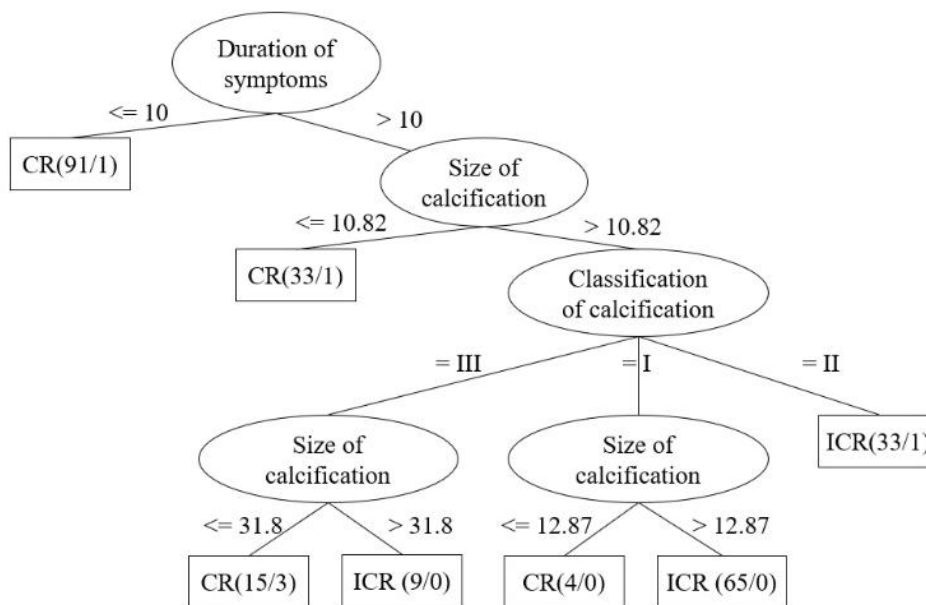 Duration of
symptoms
<= 10
> 10
CR(91/1)
Size of
calcification
<= 10.82
> 10.82
CR(33/1)
Classification
of calcification
= III
= I
= II
Size of
calcification
Size of
calcification
ICR(33/1)
<= 31.8
> 31.8
<= 12.87
> 12.87
CR(15/3)
ICR (9/0)
CR(4/0)
ICR (65/0)